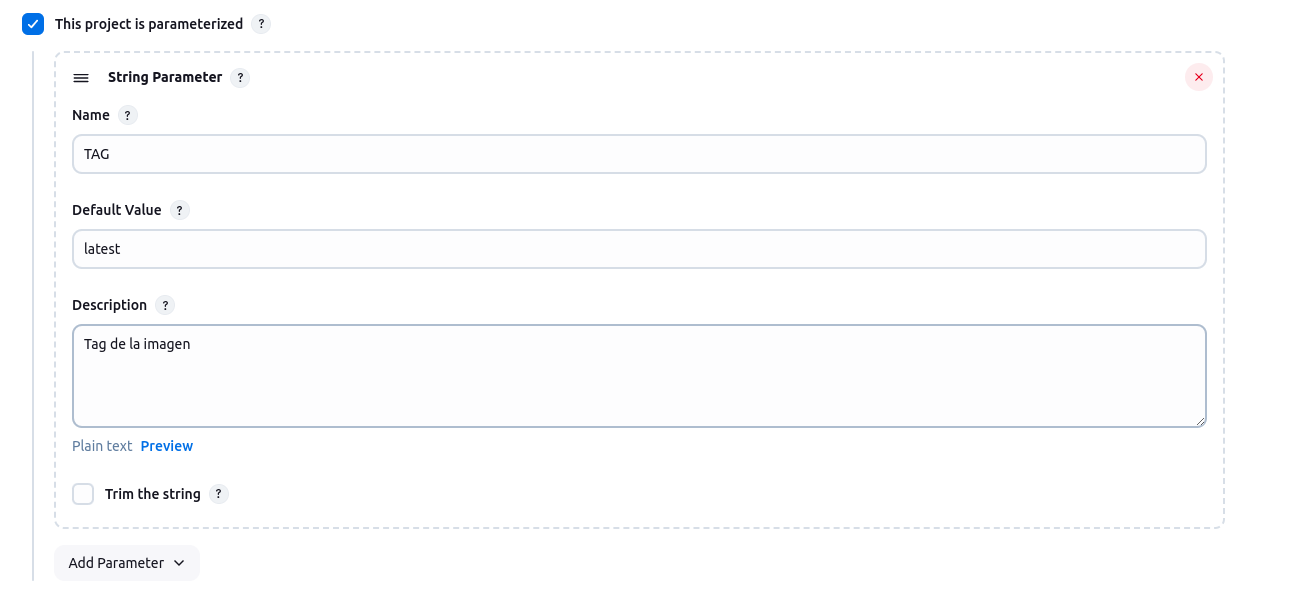 This project is parameterized ?
String Parameter ?
Name ?
TAG
Default Value ?
latest
Description ?
Tag de la imagen
Plain text Preview
Trim the string ?
Add Parameter